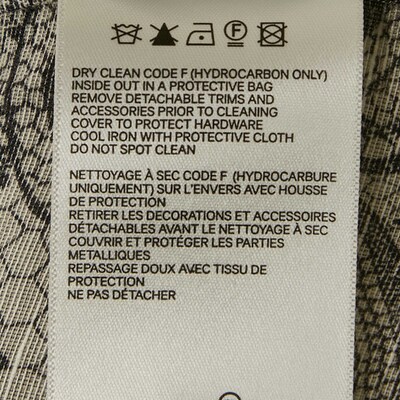 F
DRY CLEAN CODE F (HYDROCARBON ONLY)
INSIDE OUT IN A PROTECTIVE BAG
REMOVE DETACHABLE TRIMS AND
ACCESSORIES PRIOR TO CLEANING
COVER TO PROTECT HARDWARE
COOL IRON WITH PROTECTIVE CLOTH
DO NOT SPOT CLEAN
NETTOYAGE À SEC CODE F (HYDROCARBURE
UNIQUEMENT) SUR L'ENVERS AVEC HOUSSE
DE PROTECTION
RETIRER LES DECORATIONS ET ACCESSOIRES
DÉTACHABLES AVANT LE NETTOYAGE À SEC
COUVRIR ET PROTÉGER LES PARTIES
METALLIQUES
REPASSAGE DOUX AVEC TISSU DE
PROTECTION
NE PAS DÉTACHER